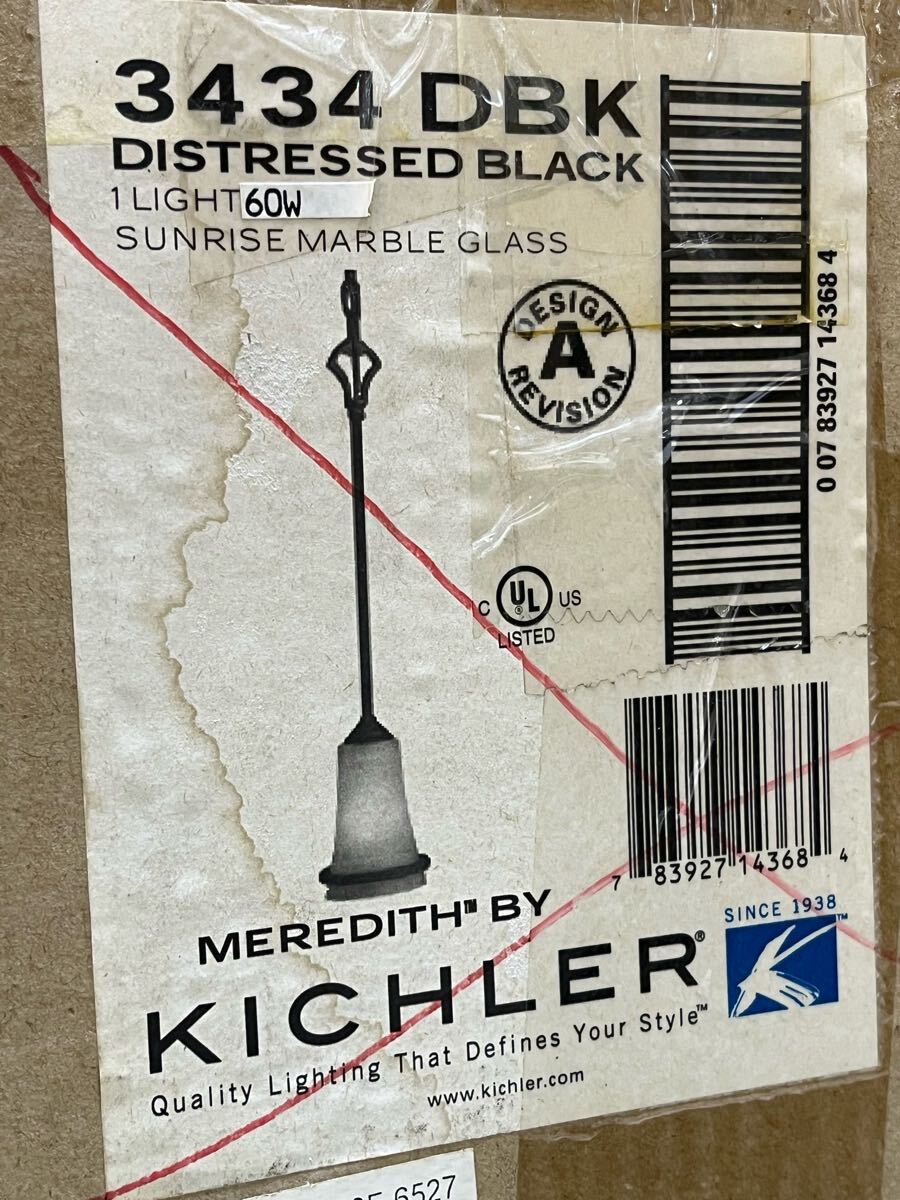 3434 DBK
DISTRESSED BLACK
1 LIGHT 60W
SUNRISE MARBLE GLASS
DESIGN
A
REVISION
0 07 83927 14368 4
C UL® US
LISTED
7 83927 14368 4
MEREDITH™ BY
KICHLER®
SINCE 1938
™
Quality Lighting That Defines Your Style™
www.kichler.com
6527